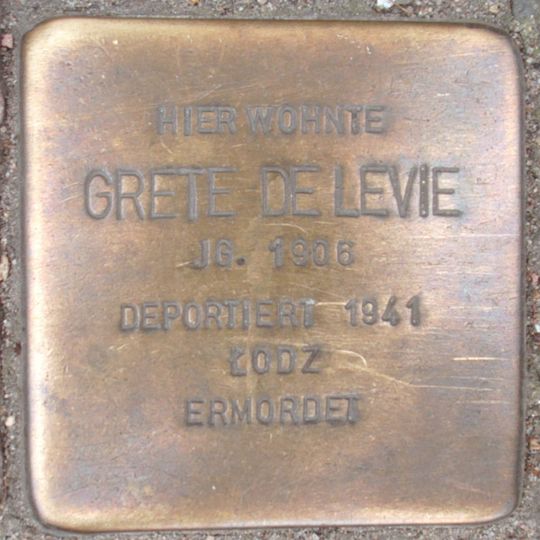 HIER WOHNTE
GRETE DE LEVIE
JG. 1906
DEPORTIERT 1941
ŁODZ
ERMORDET